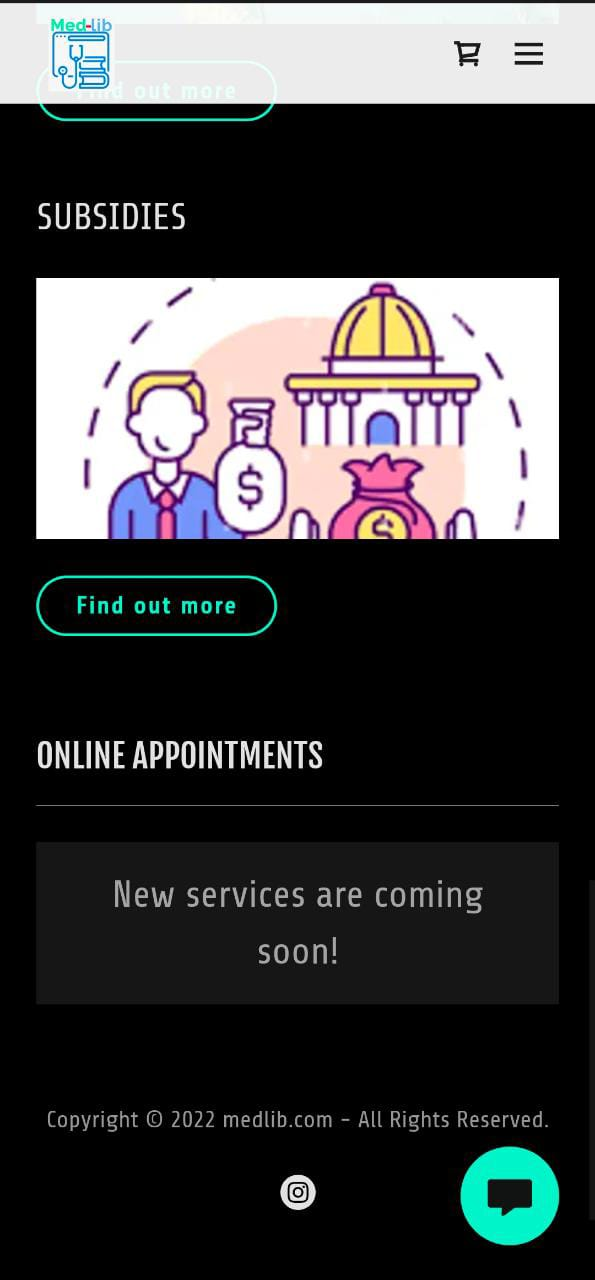 Med-lib
Find out more
SUBSIDIES
$
$
Find out more
ONLINE APPOINTMENTS
New services are coming
soon!
Copyright © 2022 medlib.com - All Rights Reserved.